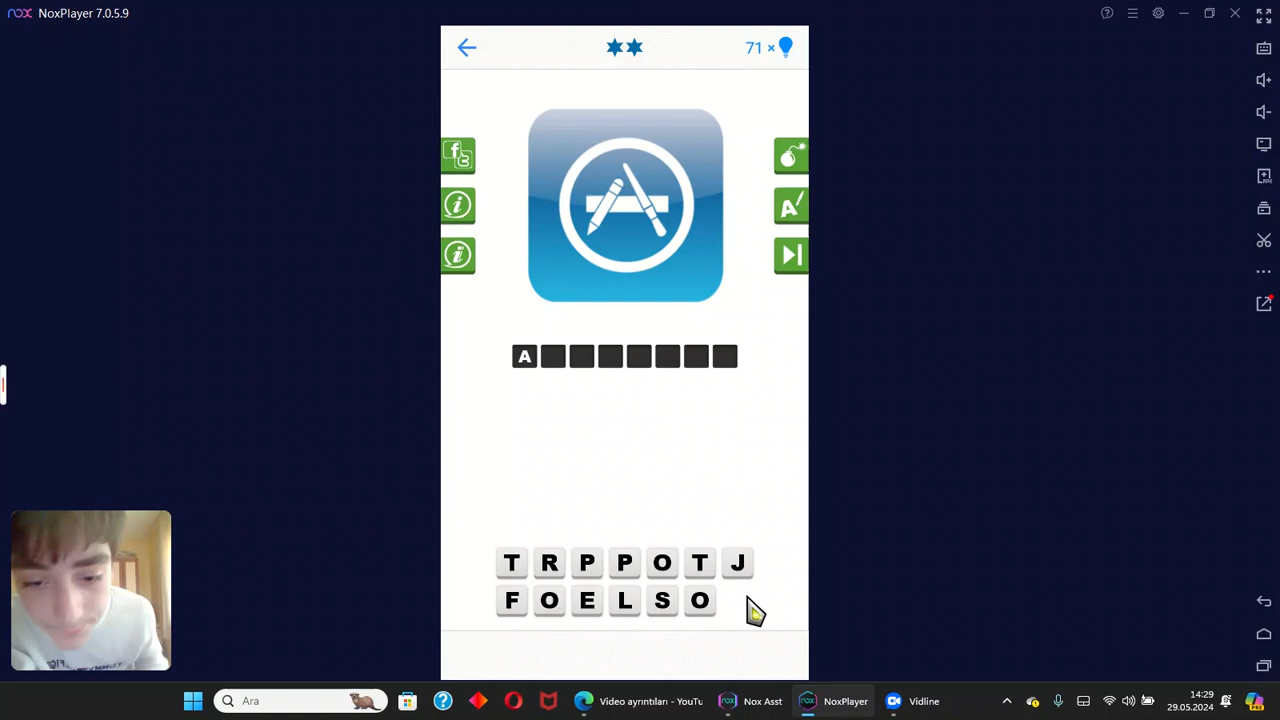 nox NoxPlayer 7.0.5.9
71 ×
A
T R P P O T J
F O E L S O
Ara
Video ayrıntıları - YouTu
Nox Asst
NoxPlayer
Vidline
14:29
29.05.2024